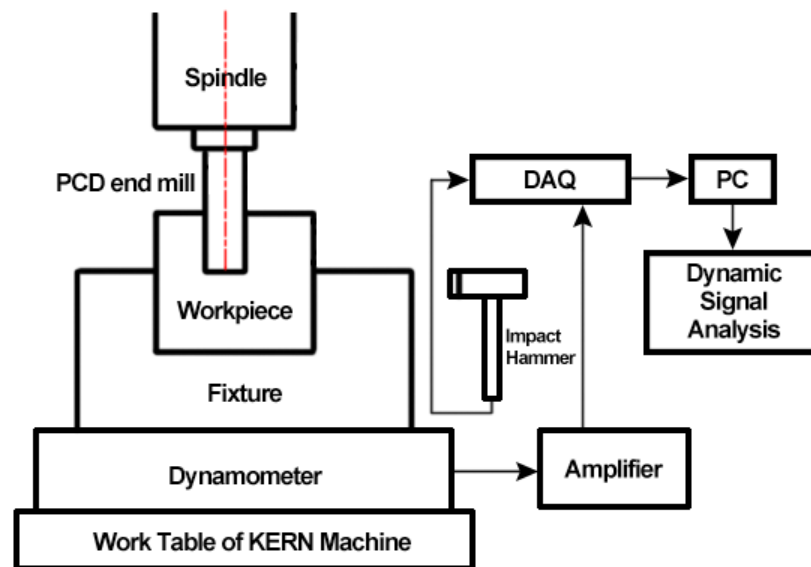 Spindle
PCD end mill
DAQ
PC
Workpiece
Impact
Hammer
Dynamic
Signal
Analysis
Fixture
Dynamometer
Amplifier
Work Table of KERN Machine